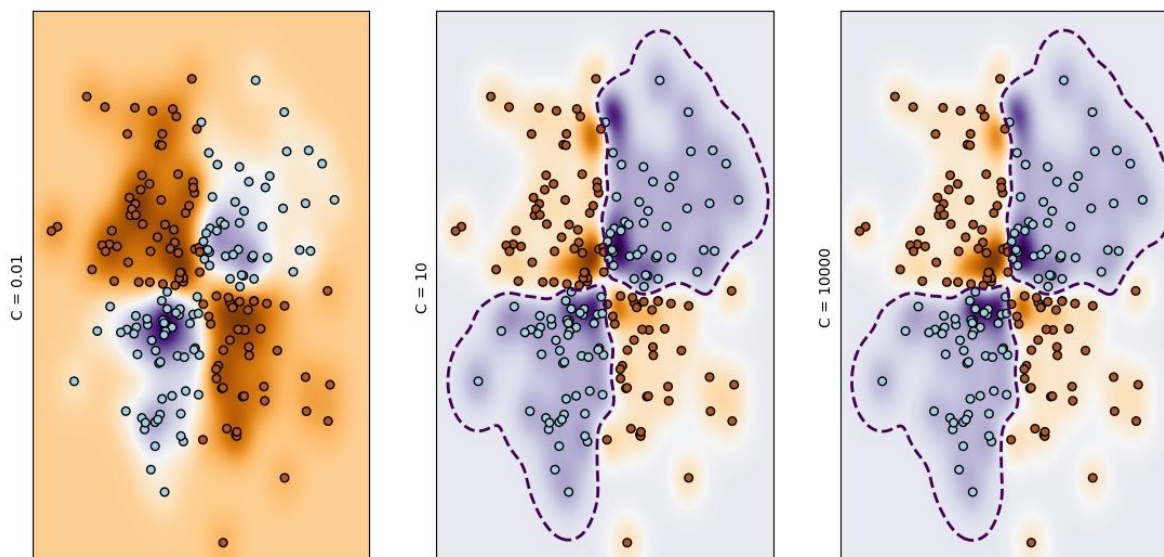 C = 0.01
C = 10
C = 10000